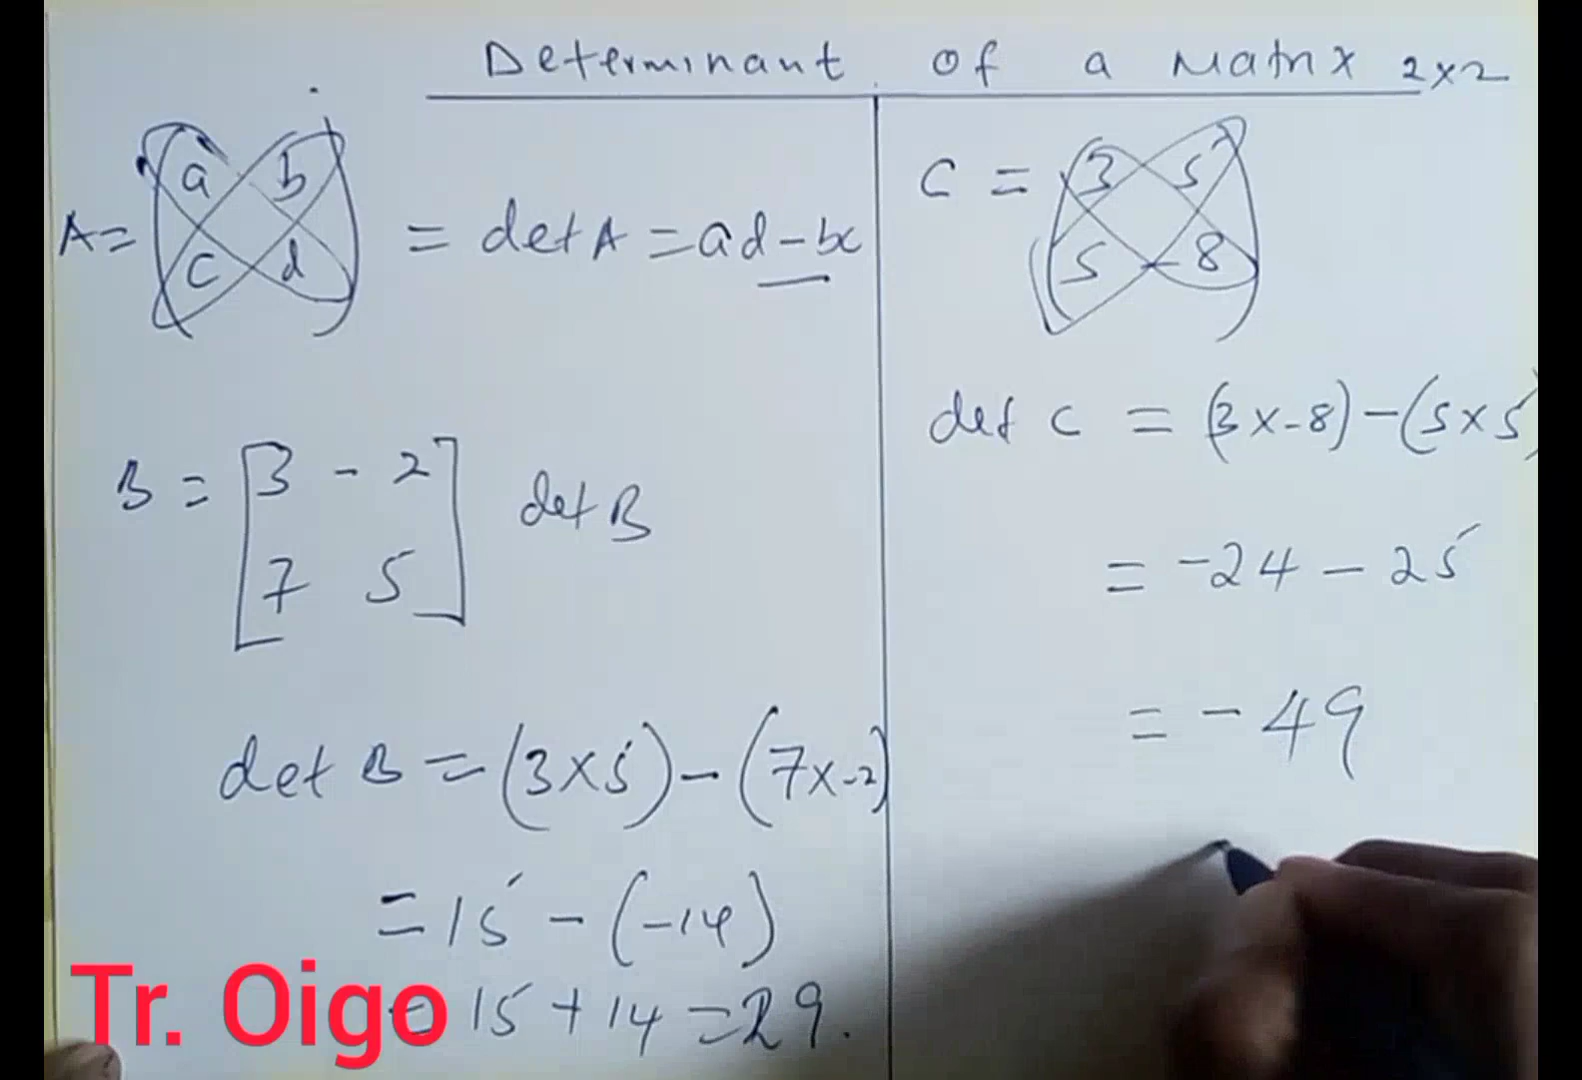 Determinant of a Matrix 2x2
A = (a b
c d) = det A = ad - bc
B = [3 -2
7 5] det B
det B = (3x5) - (7x-2)
= 15 - (-14)
= 15 + 14 = 29.
C = (3 5
5 -8)
det C = (3x-8) - (5x5)
= -24 - 25
= -49
Tr. Oigo